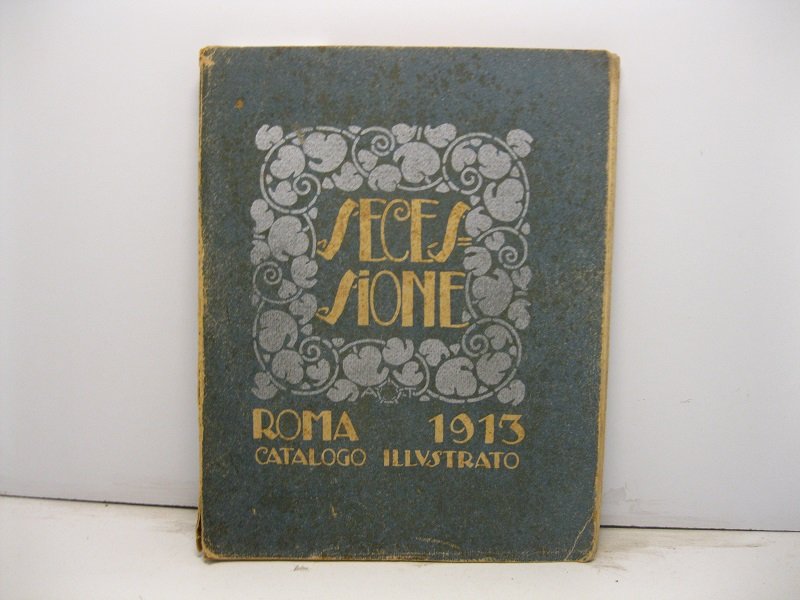 SECES=
SIONE
ROMA 1913
CATALOGO ILLVSTRATO